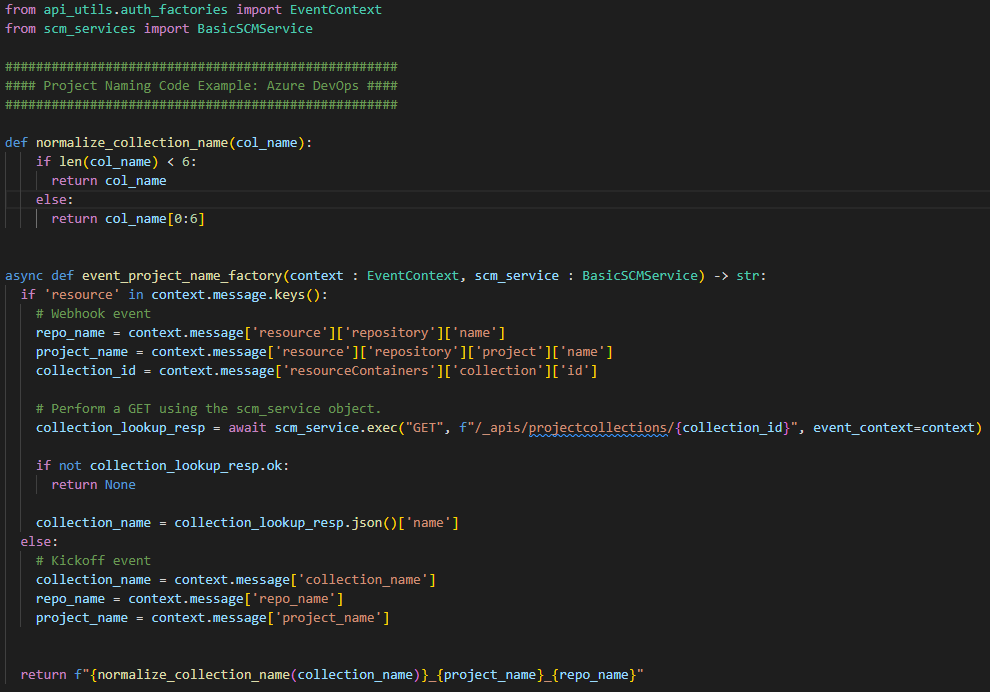 from api_utils.auth_factories import EventContext
from scm_services import BasicSCMService
###################################################
#### Project Naming Code Example: Azure DevOps ####
###################################################
def normalize_collection_name(col_name):
    if len(col_name) < 6:
      return col_name
    else:
      return col_name[0:6]
async def event_project_name_factory(context : EventContext, scm_service : BasicSCMService) -> str:
  if 'resource' in context.message.keys():
    # Webhook event
    repo_name = context.message['resource']['repository']['name']
    project_name = context.message['resource']['repository']['project']['name']
    collection_id = context.message['resourceContainers']['collection']['id']
    # Perform a GET using the scm_service object.
    collection_lookup_resp = await scm_service.exec("GET", f"/_apis/projectcollections/{collection_id}", event_context=context)
    if not collection_lookup_resp.ok:
      return None
    collection_name = collection_lookup_resp.json()['name']
  else:
    # Kickoff event
    collection_name = context.message['collection_name']
    repo_name = context.message['repo_name']
    project_name = context.message['project_name']
  return f"{normalize_collection_name(collection_name)}_{project_name}_{repo_name}"